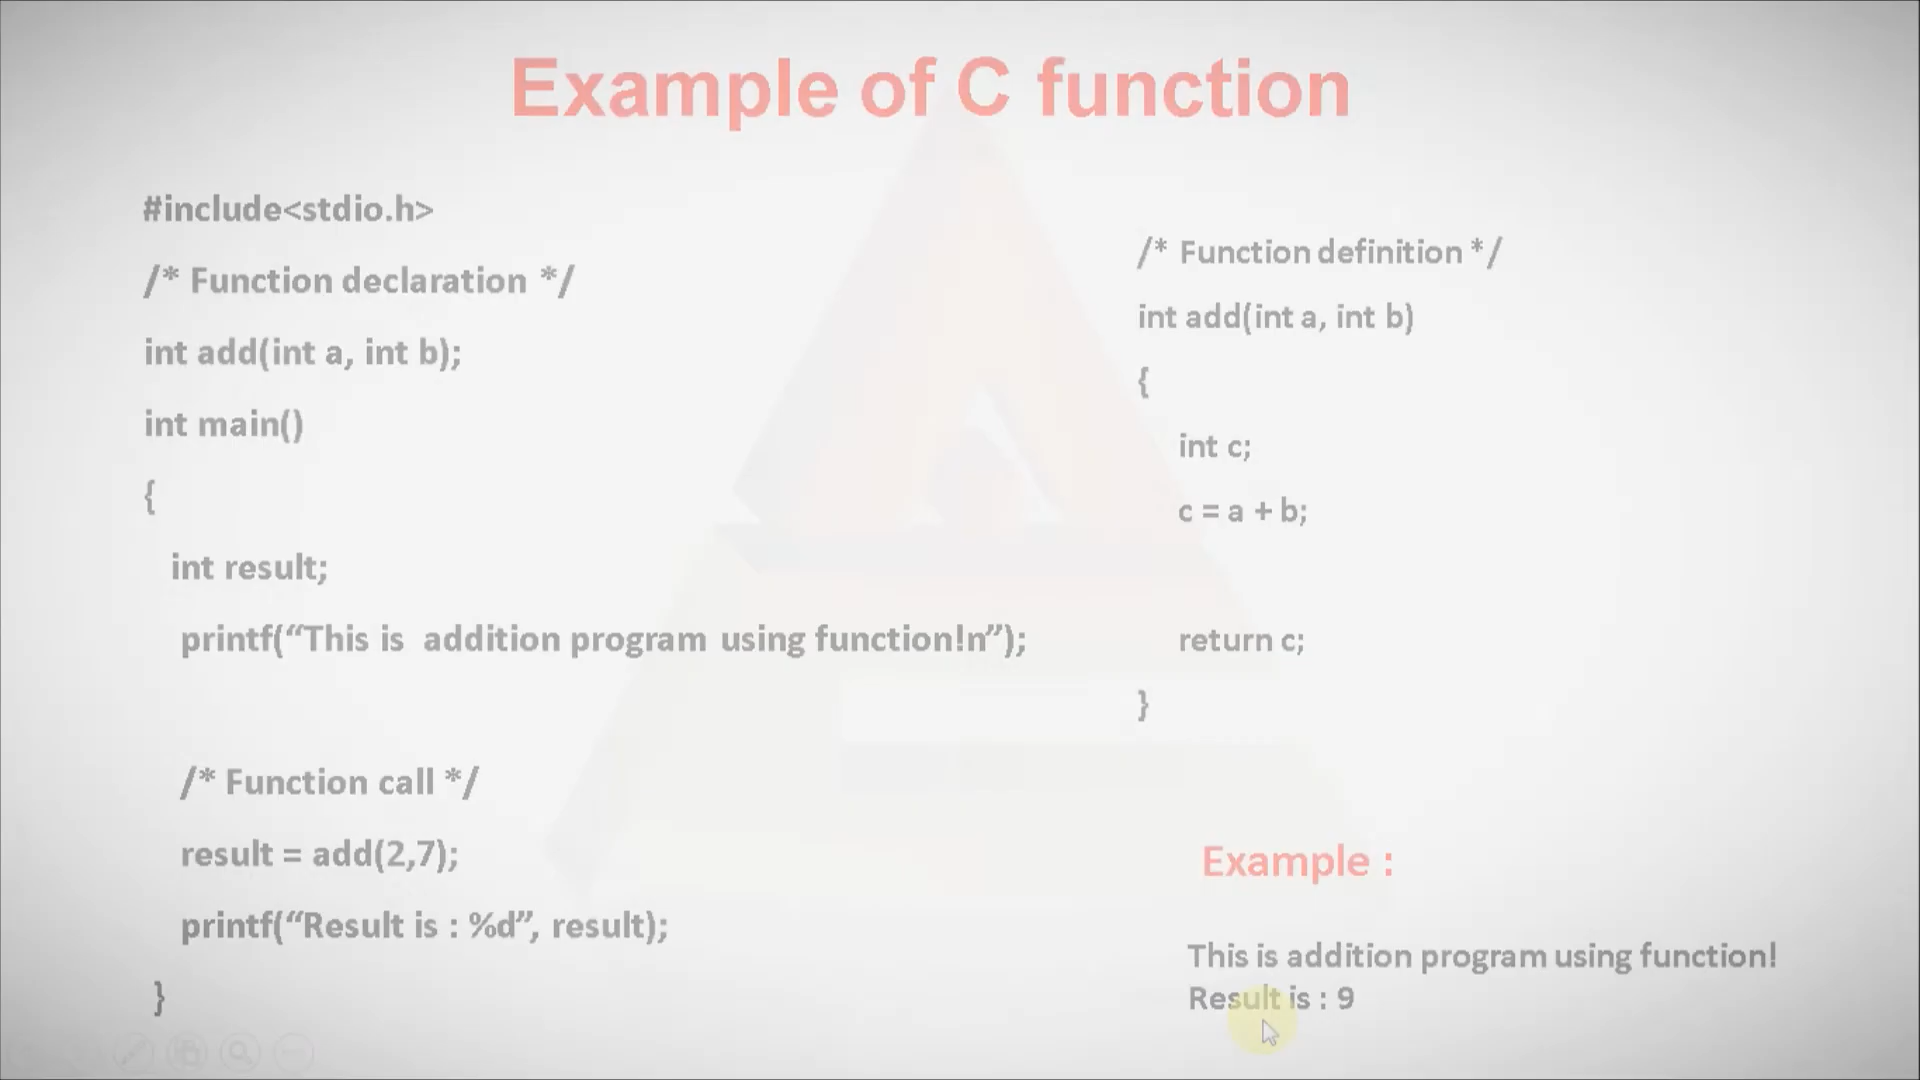 Example of C function
#include<stdio.h>
/* Function declaration */
int add(int a, int b);
int main()
{
int result;
printf(“This is  addition program using function!n”);
/* Function call */
result = add(2,7);
printf(“Result is : %d”, result);
}
/* Function definition */
int add(int a, int b)
{
int c;
c = a + b;
return c;
}
Example :
This is addition program using function!
Result is : 9